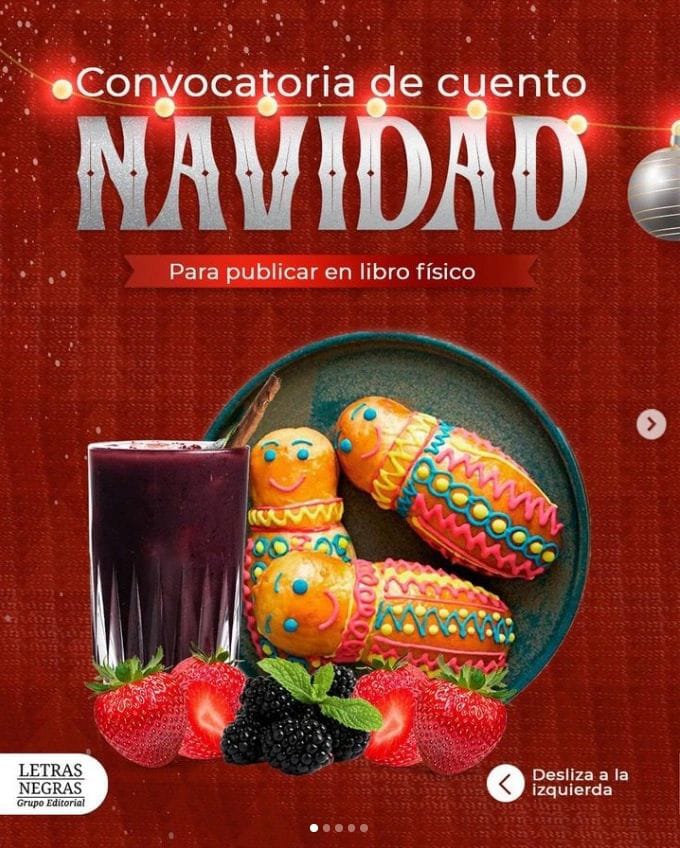 Convocatoria de cuento
NAVIDAD
Para publicar en libro físico
LETRAS
NEGRAS
Grupo Editorial
Desliza a la
izquierda